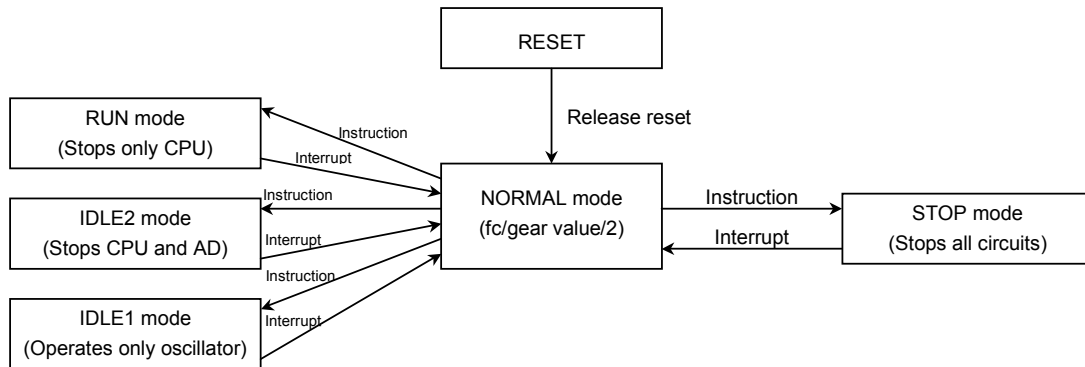 RESET
Release reset
RUN mode
(Stops only CPU)
Instruction
Interrupt
IDLE2 mode
(Stops CPU and AD)
Instruction
Interrupt
IDLE1 mode
(Operates only oscillator)
Instruction
Interrupt
NORMAL mode
(fc/gear value/2)
Instruction
Interrupt
STOP mode
(Stops all circuits)